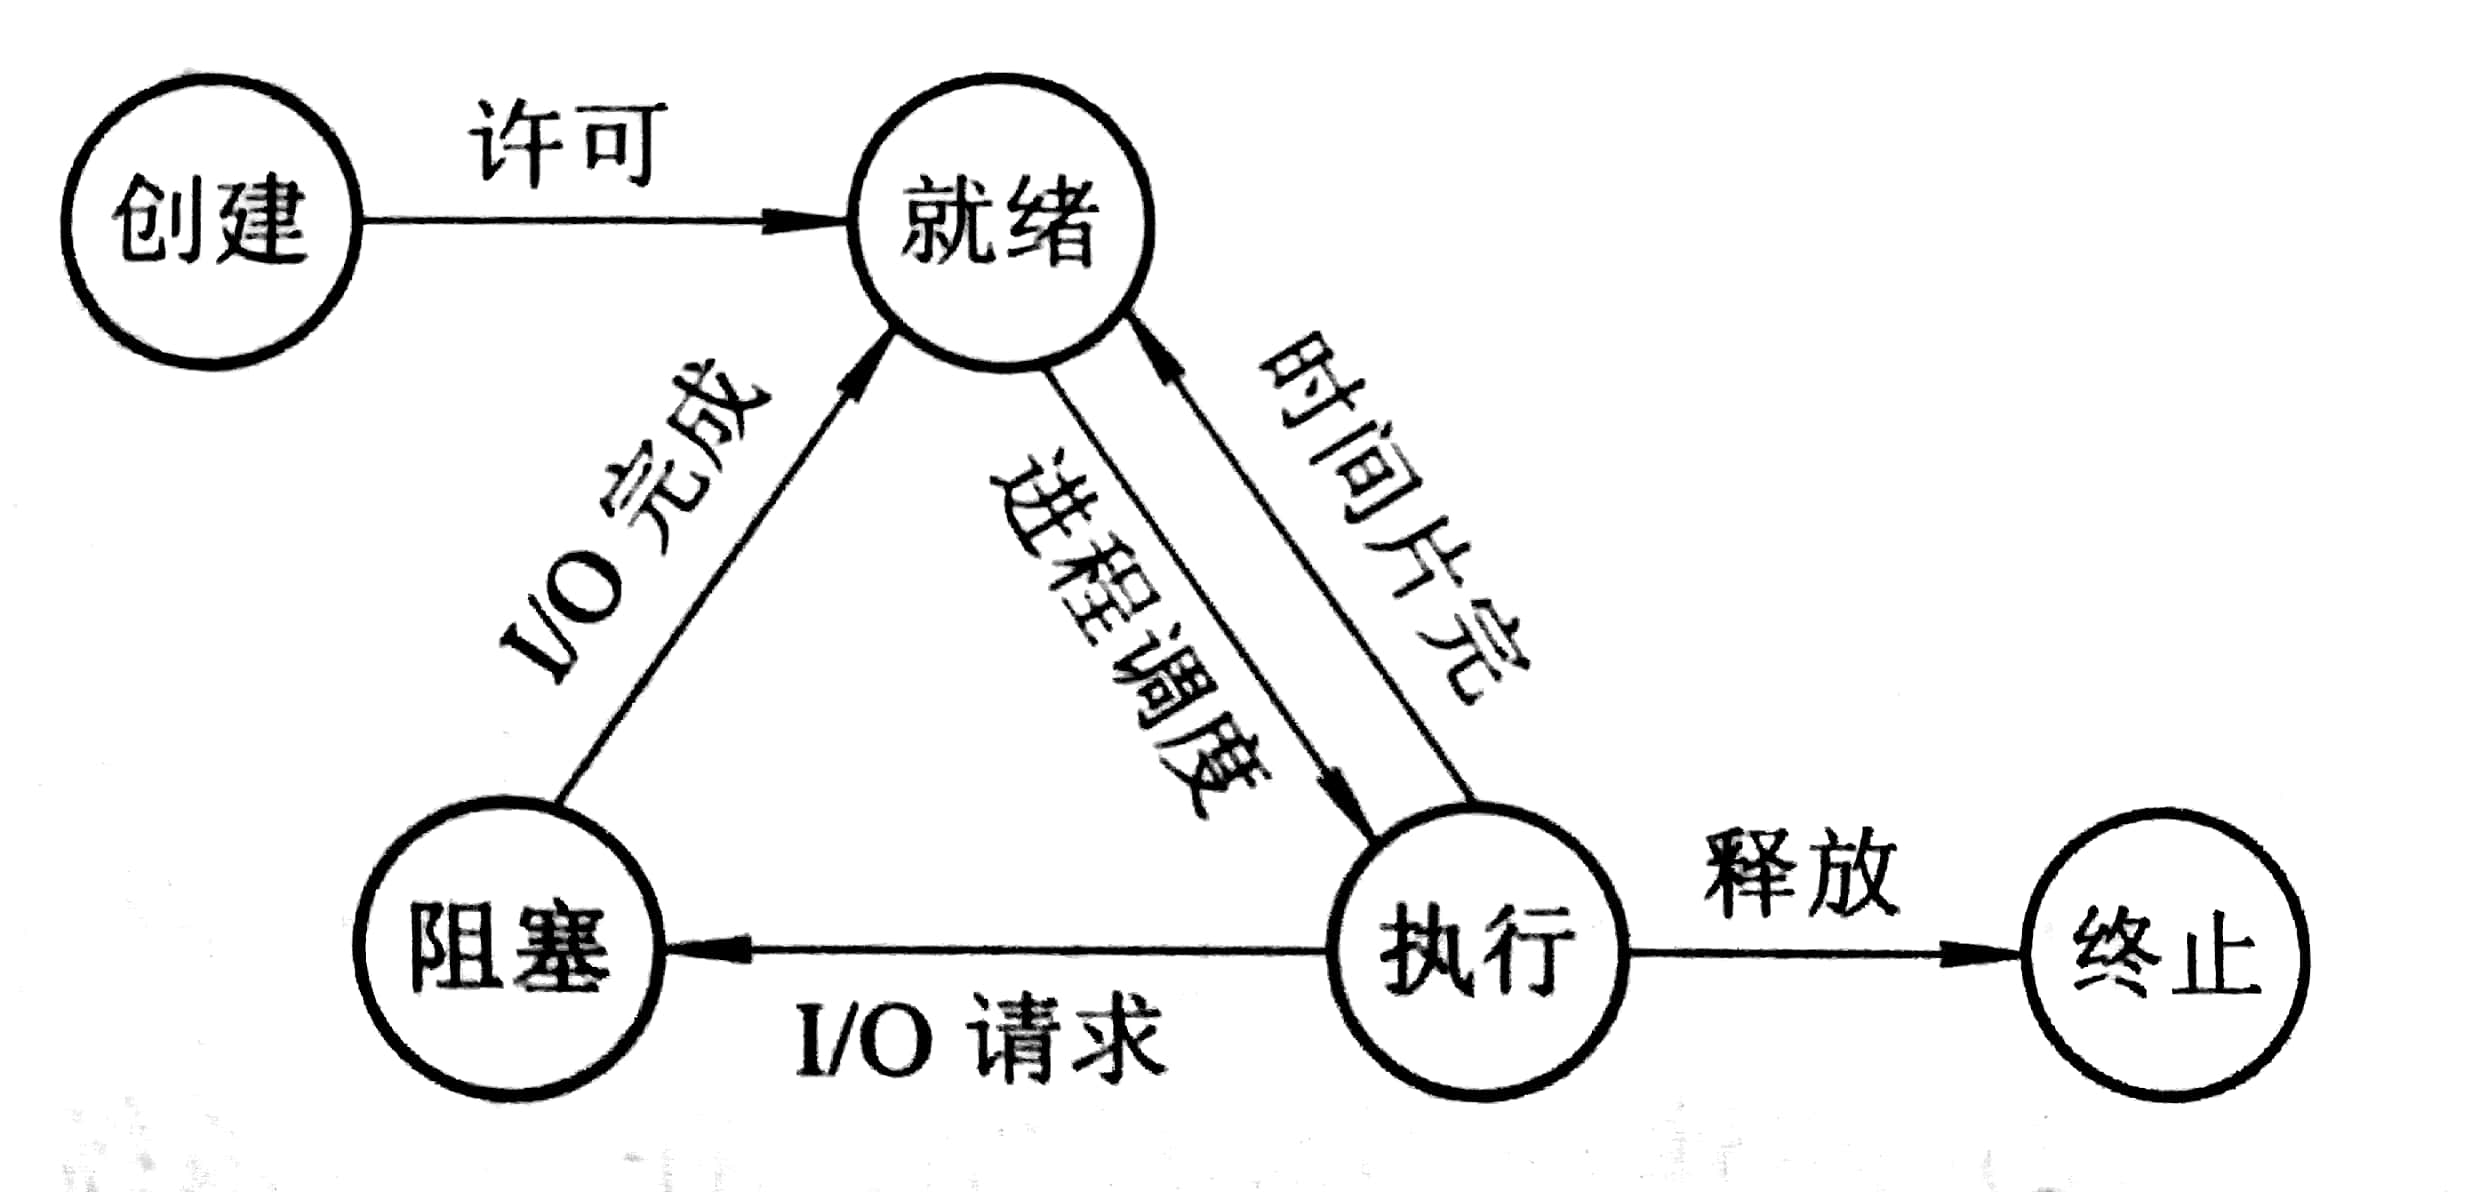 许可
创建
就绪
I/O 完成
进程调度
时间片完
阻塞
执行
释放
终止
I/O 请求